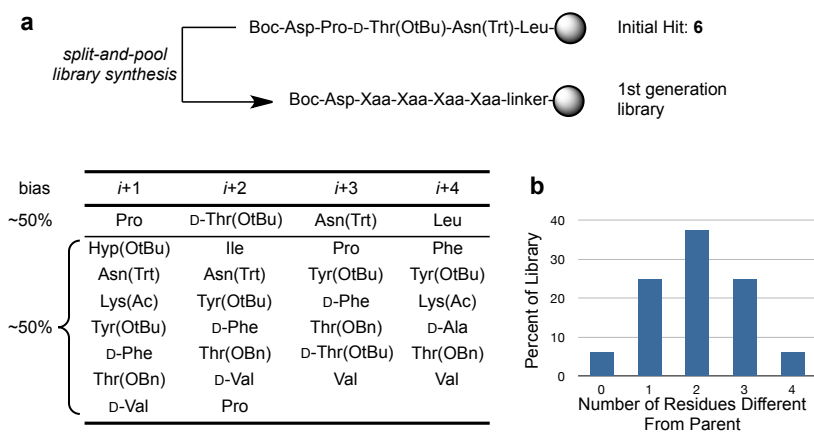 a
Boc-Asp-Pro-D-Thr(OtBu)-Asn(Trt)-Leu-
Initial Hit: 6
split-and-pool
library synthesis
Boc-Asp-Xaa-Xaa-Xaa-Xaa-linker-
1st generation
library
bias i+1 i+2 i+3 i+4
~50% Pro D-Thr(OtBu) Asn(Trt) Leu
Hyp(OtBu) Ile Pro Phe
Asn(Trt) Asn(Trt) Tyr(OtBu) Tyr(OtBu)
Lys(Ac) Tyr(OtBu) D-Phe Lys(Ac)
~50% Tyr(OtBu) D-Phe Thr(OBn) D-Ala
D-Phe Thr(OBn) D-Thr(OtBu) Thr(OBn)
Thr(OBn) D-Val Val Val
D-Val Pro
b
Percent of Library
40
30
20
10
0
0 1 2 3 4
Number of Residues Different
From Parent